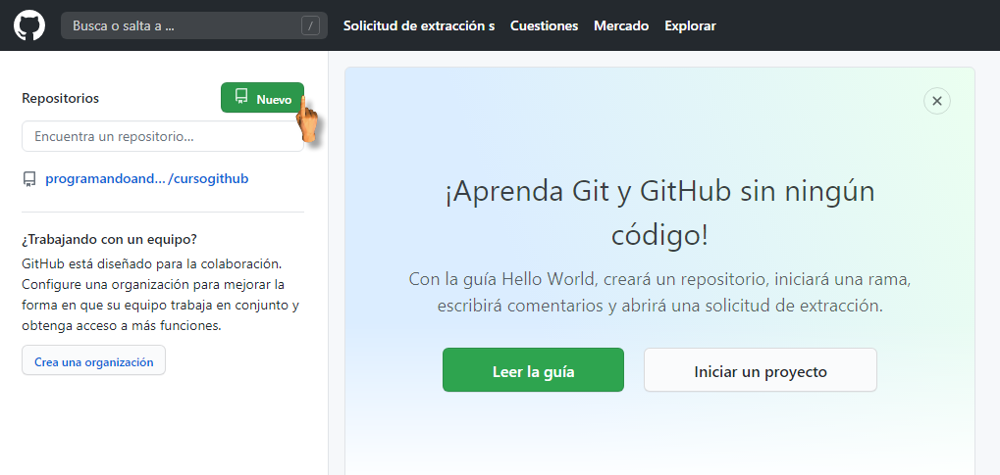 Busca o salta a ... /
Solicitud de extracción s Cuestiones Mercado Explorar
Repositorios
Nuevo
Encuentra un repositorio...
programandoand... /cursogithub
¿Trabajando con un equipo?
GitHub está diseñado para la colaboración.
Configure una organización para mejorar la
forma en que su equipo trabaja en conjunto y
obtenga acceso a más funciones.
Crea una organización
¡Aprenda Git y GitHub sin ningún
código!
Con la guía Hello World, creará un repositorio, iniciará una rama,
escribirá comentarios y abrirá una solicitud de extracción.
Leer la guía
Iniciar un proyecto